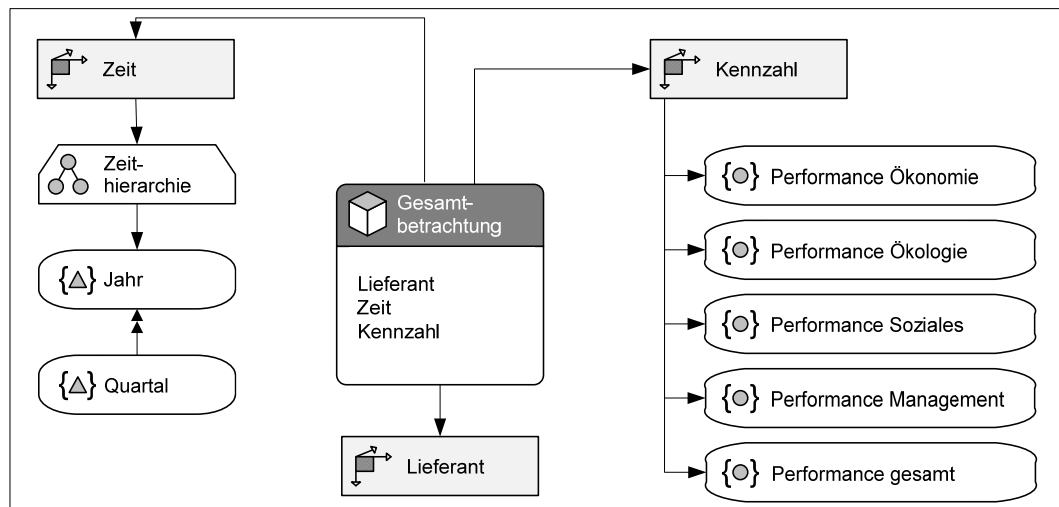 Zeit
Zeit-
hierarchie
Jahr
Quartal
Gesamt-
betrachtung
Lieferant
Zeit
Kennzahl
Lieferant
Kennzahl
Performance Ökonomie
Performance Ökologie
Performance Soziales
Performance Management
Performance gesamt